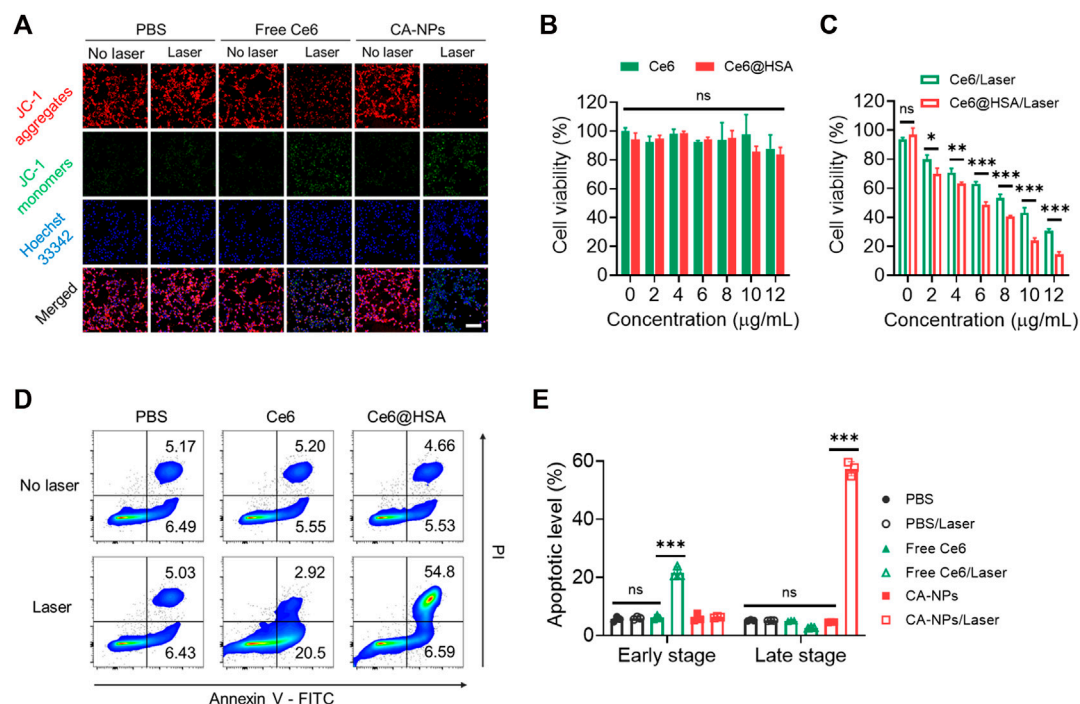 A
PBS Free Ce6 CA-NPs
No laser Laser No laser Laser No laser Laser
JC-1
aggregates
JC-1
monomers
Hoechst
33342
Merged
B
Ce6 Ce6@HSA
ns
Cell viability (%)
120
100
80
60
40
20
0
0 2 4 6 8 10 12
Concentration (μg/mL)
C
Ce6/Laser
Ce6@HSA/Laser
ns * ** *** *** *** ***
Cell viability (%)
120
100
80
60
40
20
0
0 2 4 6 8 10 12
Concentration (μg/mL)
D
PBS Ce6 Ce6@HSA
No laser
5.17 5.20 4.66
6.49 5.55 5.53
Laser
5.03 2.92 54.8
6.43 20.5 6.59
PI
Annexin V - FITC
E
Apoptotic level (%)
60
40
20
0
ns *** ns ***
Early stage Late stage
PBS
PBS/Laser
Free Ce6
Free Ce6/Laser
CA-NPs
CA-NPs/Laser